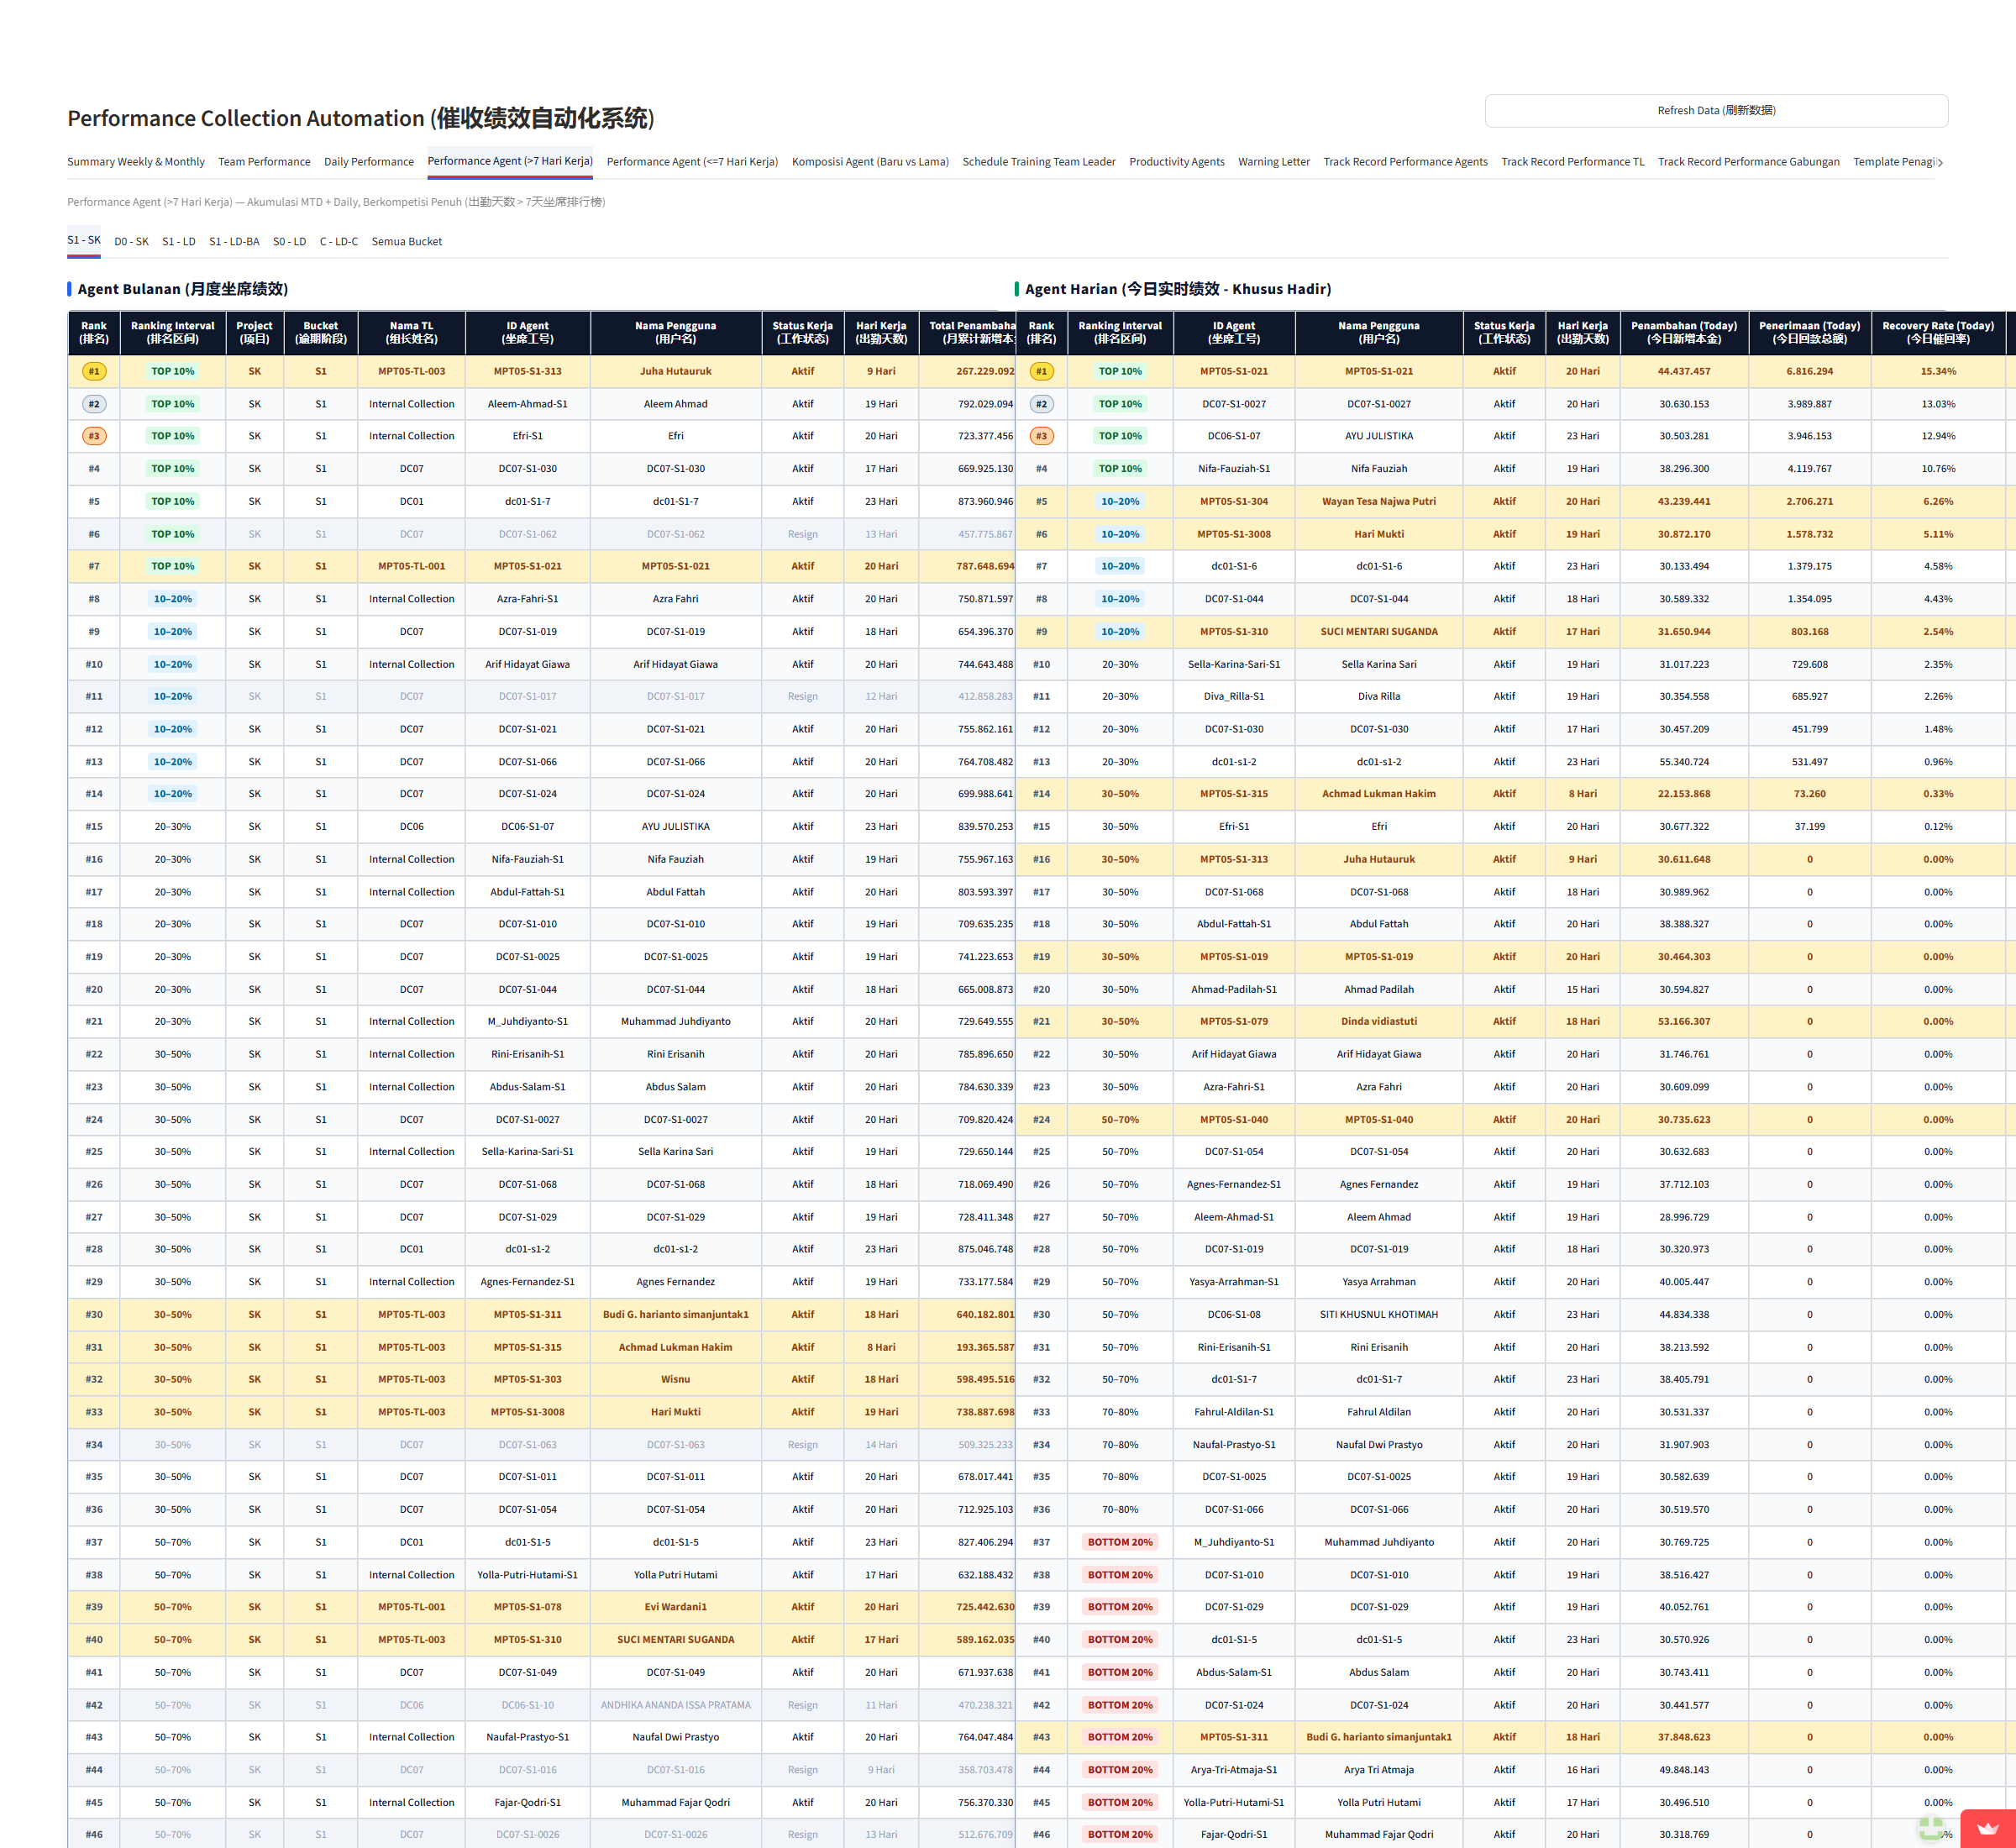 Performance Collection Automation (催收绩效自动化系统)
Refresh Data (刷新数据)
Summary Weekly & Monthly Team Performance Daily Performance Performance Agent (>7 Hari Kerja) Performance Agent (<=7 Hari Kerja) Komposisi Agent (Baru vs Lama) Schedule Training Team Leader Productivity Agents Warning Letter Track Record Performance Agents Track Record Performance TL Track Record Performance Gabungan Template Penagi
Performance Agent (>7 Hari Kerja) — Akumulasi MTD + Daily, Berkompetisi Penuh (出勤天数 > 7天坐席排行榜)
S1 - SK D0 - SK S1 - LD S1 - LD-BA S0 - LD C - LD-C Semua Bucket
Agent Bulanan (月度坐席绩效)
Rank Ranking Interval Project Bucket Nama TL ID Agent Nama Pengguna Status Kerja Hari Kerja Total Penambaha
(排名) (排名区间) (项目) (逾期阶段) (组长姓名) (坐席工号) (用户名) (工作状态) (出勤天数) (月累计新增本
#1 TOP 10% SK S1 MPT05-TL-003 MPT05-S1-313 Juha Hutauruk Aktif 9 Hari 267.229.092
#2 TOP 10% SK S1 Internal Collection Aleem-Ahmad-S1 Aleem Ahmad Aktif 19 Hari 792.029.094
#3 TOP 10% SK S1 Internal Collection Efri-S1 Efri Aktif 20 Hari 723.377.456
#4 TOP 10% SK S1 DC07 DC07-S1-030 DC07-S1-030 Aktif 17 Hari 669.925.130
#5 TOP 10% SK S1 DC01 dc01-S1-7 dc01-S1-7 Aktif 23 Hari 873.960.946
#6 TOP 10% SK S1 DC07 DC07-S1-062 DC07-S1-062 Resign 13 Hari 457.775.867
#7 TOP 10% SK S1 MPT05-TL-001 MPT05-S1-021 MPT05-S1-021 Aktif 20 Hari 787.648.694
#8 10–20% SK S1 Internal Collection Azra-Fahri-S1 Azra Fahri Aktif 20 Hari 750.871.597
#9 10–20% SK S1 DC07 DC07-S1-019 DC07-S1-019 Aktif 18 Hari 654.396.370
#10 10–20% SK S1 Internal Collection Arif Hidayat Giawa Arif Hidayat Giawa Aktif 20 Hari 744.643.488
#11 10–20% SK S1 DC07 DC07-S1-017 DC07-S1-017 Resign 12 Hari 412.858.283
#12 10–20% SK S1 DC07 DC07-S1-021 DC07-S1-021 Aktif 20 Hari 755.862.161
#13 10–20% SK S1 DC07 DC07-S1-066 DC07-S1-066 Aktif 20 Hari 764.708.482
#14 10–20% SK S1 DC07 DC07-S1-024 DC07-S1-024 Aktif 20 Hari 699.988.641
#15 20–30% SK S1 DC06 DC06-S1-07 AYU JULISTIKA Aktif 23 Hari 839.570.253
#16 20–30% SK S1 Internal Collection Nifa-Fauziah-S1 Nifa Fauziah Aktif 19 Hari 755.967.163
#17 20–30% SK S1 Internal Collection Abdul-Fattah-S1 Abdul Fattah Aktif 20 Hari 803.593.397
#18 20–30% SK S1 DC07 DC07-S1-010 DC07-S1-010 Aktif 19 Hari 709.635.235
#19 20–30% SK S1 DC07 DC07-S1-0025 DC07-S1-0025 Aktif 19 Hari 741.223.653
#20 20–30% SK S1 DC07 DC07-S1-044 DC07-S1-044 Aktif 18 Hari 665.008.873
#21 20–30% SK S1 Internal Collection M_Juhdiyanto-S1 Muhammad Juhdiyanto Aktif 20 Hari 729.649.555
#22 30–50% SK S1 Internal Collection Rini-Erisanih-S1 Rini Erisanih Aktif 20 Hari 785.896.650
#23 30–50% SK S1 Internal Collection Abdus-Salam-S1 Abdus Salam Aktif 20 Hari 784.630.339
#24 30–50% SK S1 DC07 DC07-S1-0027 DC07-S1-0027 Aktif 20 Hari 709.820.424
#25 30–50% SK S1 Internal Collection Sella-Karina-Sari-S1 Sella Karina Sari Aktif 19 Hari 729.650.144
#26 30–50% SK S1 DC07 DC07-S1-068 DC07-S1-068 Aktif 18 Hari 718.069.490
#27 30–50% SK S1 DC07 DC07-S1-029 DC07-S1-029 Aktif 19 Hari 728.411.348
#28 30–50% SK S1 DC01 dc01-s1-2 dc01-s1-2 Aktif 23 Hari 875.046.748
#29 30–50% SK S1 Internal Collection Agnes-Fernandez-S1 Agnes Fernandez Aktif 19 Hari 733.177.584
#30 30–50% SK S1 MPT05-TL-003 MPT05-S1-311 Budi G. harianto simanjuntak1 Aktif 18 Hari 640.182.801
#31 30–50% SK S1 MPT05-TL-003 MPT05-S1-315 Achmad Lukman Hakim Aktif 8 Hari 193.365.587
#32 30–50% SK S1 MPT05-TL-003 MPT05-S1-303 Wisnu Aktif 18 Hari 598.495.516
#33 30–50% SK S1 MPT05-TL-003 MPT05-S1-3008 Hari Mukti Aktif 19 Hari 738.887.698
#34 30–50% SK S1 DC07 DC07-S1-063 DC07-S1-063 Resign 14 Hari 509.325.233
#35 30–50% SK S1 DC07 DC07-S1-011 DC07-S1-011 Aktif 20 Hari 678.017.441
#36 30–50% SK S1 DC07 DC07-S1-054 DC07-S1-054 Aktif 20 Hari 712.925.103
#37 50–70% SK S1 DC01 dc01-S1-5 dc01-S1-5 Aktif 23 Hari 827.406.294
#38 50–70% SK S1 Internal Collection Yolla-Putri-Hutami-S1 Yolla Putri Hutami Aktif 17 Hari 632.188.432
#39 50–70% SK S1 MPT05-TL-001 MPT05-S1-078 Evi Wardani1 Aktif 20 Hari 725.442.630
#40 50–70% SK S1 MPT05-TL-003 MPT05-S1-310 SUCI MENTARI SUGANDA Aktif 17 Hari 589.162.035
#41 50–70% SK S1 DC07 DC07-S1-049 DC07-S1-049 Aktif 20 Hari 671.937.638
#42 50–70% SK S1 DC06 DC06-S1-10 ANDHIKA ANANDA ISSA PRATAMA Resign 11 Hari 470.238.321
#43 50–70% SK S1 Internal Collection Naufal-Prastyo-S1 Naufal Dwi Prastyo Aktif 20 Hari 764.047.484
#44 50–70% SK S1 DC07 DC07-S1-016 DC07-S1-016 Resign 9 Hari 358.703.478
#45 50–70% SK S1 Internal Collection Fajar-Qodri-S1 Muhammad Fajar Qodri Aktif 20 Hari 756.370.330
#46 50–70% SK S1 DC07 DC07-S1-0026 DC07-S1-0026 Resign 13 Hari 512.676.709
Agent Harian (今日实时绩效 - Khusus Hadir)
Rank Ranking Interval ID Agent Nama Pengguna Status Kerja Hari Kerja Penambahan (Today) Penerimaan (Today) Recovery Rate (Today)
(排名) (排名区间) (坐席工号) (用户名) (工作状态) (出勤天数) (今日新增本金) (今日回款总额) (今日催回率)
#1 TOP 10% MPT05-S1-021 MPT05-S1-021 Aktif 20 Hari 44.437.457 6.816.294 15.34%
#2 TOP 10% DC07-S1-0027 DC07-S1-0027 Aktif 20 Hari 30.630.153 3.989.887 13.03%
#3 TOP 10% DC06-S1-07 AYU JULISTIKA Aktif 23 Hari 30.503.281 3.946.153 12.94%
#4 TOP 10% Nifa-Fauziah-S1 Nifa Fauziah Aktif 19 Hari 38.296.300 4.119.767 10.76%
#5 10–20% MPT05-S1-304 Wayan Tesa Najwa Putri Aktif 20 Hari 43.239.441 2.706.271 6.26%
#6 10–20% MPT05-S1-3008 Hari Mukti Aktif 19 Hari 30.872.170 1.578.732 5.11%
#7 10–20% dc01-S1-6 dc01-S1-6 Aktif 23 Hari 30.133.494 1.379.175 4.58%
#8 10–20% DC07-S1-044 DC07-S1-044 Aktif 18 Hari 30.589.332 1.354.095 4.43%
#9 10–20% MPT05-S1-310 SUCI MENTARI SUGANDA Aktif 17 Hari 31.650.944 803.168 2.54%
#10 20–30% Sella-Karina-Sari-S1 Sella Karina Sari Aktif 19 Hari 31.017.223 729.608 2.35%
#11 20–30% Diva_Rilla-S1 Diva Rilla Aktif 19 Hari 30.354.558 685.927 2.26%
#12 20–30% DC07-S1-030 DC07-S1-030 Aktif 17 Hari 30.457.209 451.799 1.48%
#13 20–30% dc01-s1-2 dc01-s1-2 Aktif 23 Hari 55.340.724 531.497 0.96%
#14 30–50% MPT05-S1-315 Achmad Lukman Hakim Aktif 8 Hari 22.153.868 73.260 0.33%
#15 30–50% Efri-S1 Efri Aktif 20 Hari 30.677.322 37.199 0.12%
#16 30–50% MPT05-S1-313 Juha Hutauruk Aktif 9 Hari 30.611.648 0 0.00%
#17 30–50% DC07-S1-068 DC07-S1-068 Aktif 18 Hari 30.989.962 0 0.00%
#18 30–50% Abdul-Fattah-S1 Abdul Fattah Aktif 20 Hari 38.388.327 0 0.00%
#19 30–50% MPT05-S1-019 MPT05-S1-019 Aktif 20 Hari 30.464.303 0 0.00%
#20 30–50% Ahmad-Padilah-S1 Ahmad Padilah Aktif 15 Hari 30.594.827 0 0.00%
#21 30–50% MPT05-S1-079 Dinda vidiastuti Aktif 18 Hari 53.166.307 0 0.00%
#22 30–50% Arif Hidayat Giawa Arif Hidayat Giawa Aktif 20 Hari 31.746.761 0 0.00%
#23 30–50% Azra-Fahri-S1 Azra Fahri Aktif 20 Hari 30.609.099 0 0.00%
#24 50–70% MPT05-S1-040 MPT05-S1-040 Aktif 20 Hari 30.735.623 0 0.00%
#25 50–70% DC07-S1-054 DC07-S1-054 Aktif 20 Hari 30.632.683 0 0.00%
#26 50–70% Agnes-Fernandez-S1 Agnes Fernandez Aktif 19 Hari 37.712.103 0 0.00%
#27 50–70% Aleem-Ahmad-S1 Aleem Ahmad Aktif 19 Hari 28.996.729 0 0.00%
#28 50–70% DC07-S1-019 DC07-S1-019 Aktif 18 Hari 30.320.973 0 0.00%
#29 50–70% Yasya-Arrahman-S1 Yasya Arrahman Aktif 20 Hari 40.005.447 0 0.00%
#30 50–70% DC06-S1-08 SITI KHUSNUL KHOTIMAH Aktif 23 Hari 44.834.338 0 0.00%
#31 50–70% Rini-Erisanih-S1 Rini Erisanih Aktif 20 Hari 38.213.592 0 0.00%
#32 50–70% dc01-S1-7 dc01-S1-7 Aktif 23 Hari 38.405.791 0 0.00%
#33 70–80% Fahrul-Aldilan-S1 Fahrul Aldilan Aktif 20 Hari 30.531.337 0 0.00%
#34 70–80% Naufal-Prastyo-S1 Naufal Dwi Prastyo Aktif 20 Hari 31.907.903 0 0.00%
#35 70–80% DC07-S1-0025 DC07-S1-0025 Aktif 19 Hari 30.582.639 0 0.00%
#36 70–80% DC07-S1-066 DC07-S1-066 Aktif 20 Hari 30.519.570 0 0.00%
#37 BOTTOM 20% M_Juhdiyanto-S1 Muhammad Juhdiyanto Aktif 20 Hari 30.769.725 0 0.00%
#38 BOTTOM 20% DC07-S1-010 DC07-S1-010 Aktif 19 Hari 38.516.427 0 0.00%
#39 BOTTOM 20% DC07-S1-029 DC07-S1-029 Aktif 19 Hari 40.052.761 0 0.00%
#40 BOTTOM 20% dc01-S1-5 dc01-S1-5 Aktif 23 Hari 30.570.926 0 0.00%
#41 BOTTOM 20% Abdus-Salam-S1 Abdus Salam Aktif 20 Hari 30.743.411 0 0.00%
#42 BOTTOM 20% DC07-S1-024 DC07-S1-024 Aktif 20 Hari 30.441.577 0 0.00%
#43 BOTTOM 20% MPT05-S1-311 Budi G. harianto simanjuntak1 Aktif 18 Hari 37.848.623 0 0.00%
#44 BOTTOM 20% Arya-Tri-Atmaja-S1 Arya Tri Atmaja Aktif 16 Hari 49.848.143 0 0.00%
#45 BOTTOM 20% Yolla-Putri-Hutami-S1 Yolla Putri Hutami Aktif 17 Hari 30.496.510 0 0.00%
#46 BOTTOM 20% Fajar-Qodri-S1 Muhammad Fajar Qodri Aktif 20 Hari 30.318.769 0